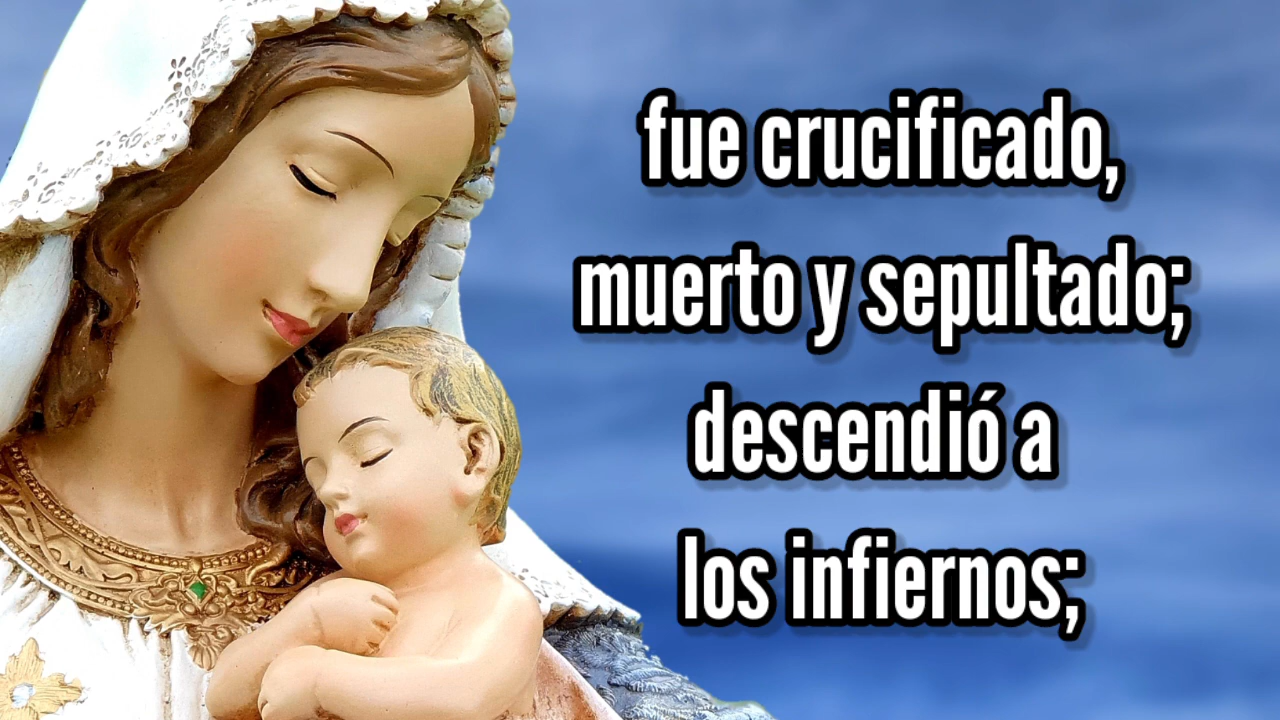 fue crucificado,
muerto y sepultado;
descendió a
los infiernos;